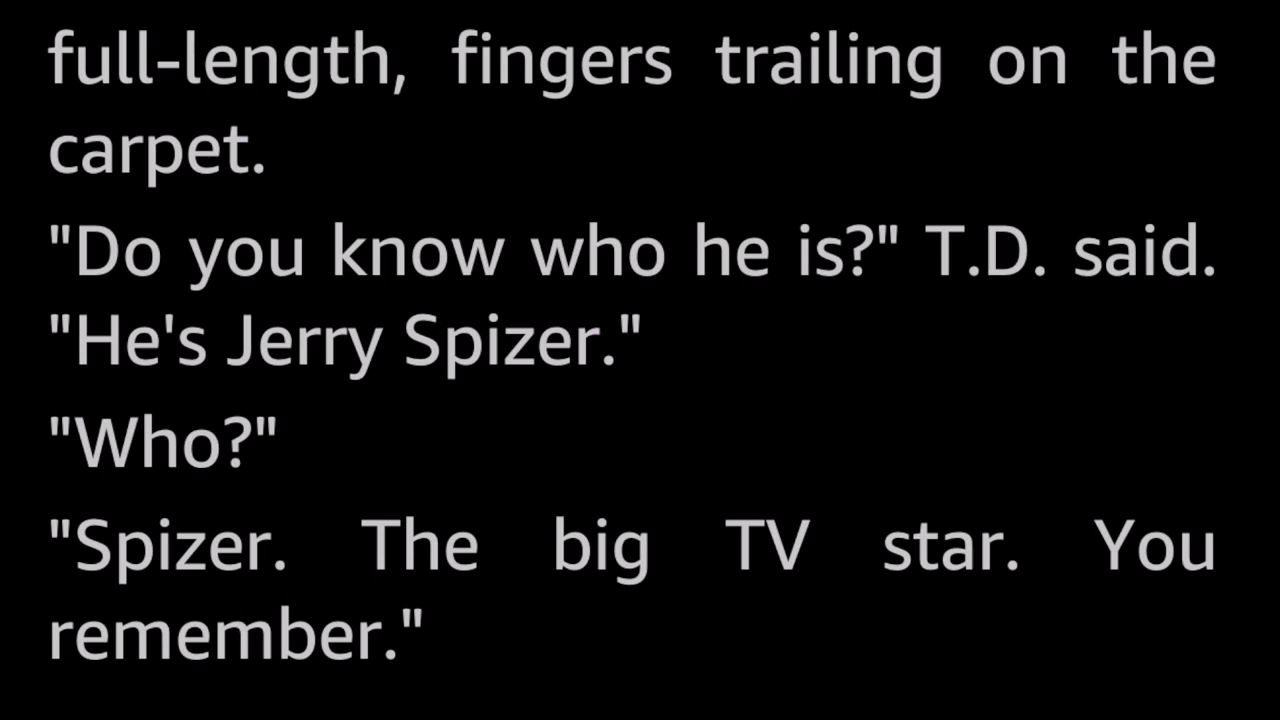 full-length, fingers trailing on the
carpet.
"Do you know who he is?" T.D. said.
"He's Jerry Spizer."
"Who?"
"Spizer. The big TV star. You
remember."